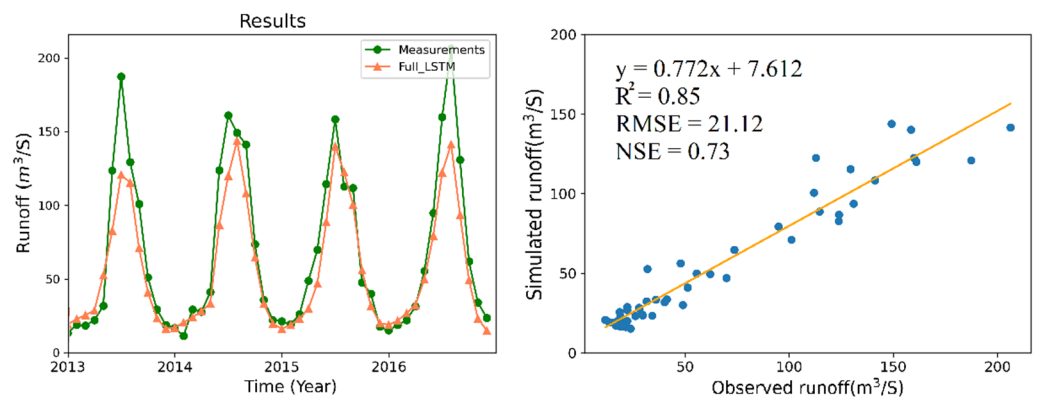 Results
Measurements
Full_LSTM
Runoff (m³/S)
200
150
100
50
0
2013
2014
2015
2016
Time (Year)
y = 0.772x + 7.612
R² = 0.85
RMSE = 21.12
NSE = 0.73
Simulated runoff(m³/S)
200
150
100
50
0
50
100
150
200
Observed runoff(m³/S)